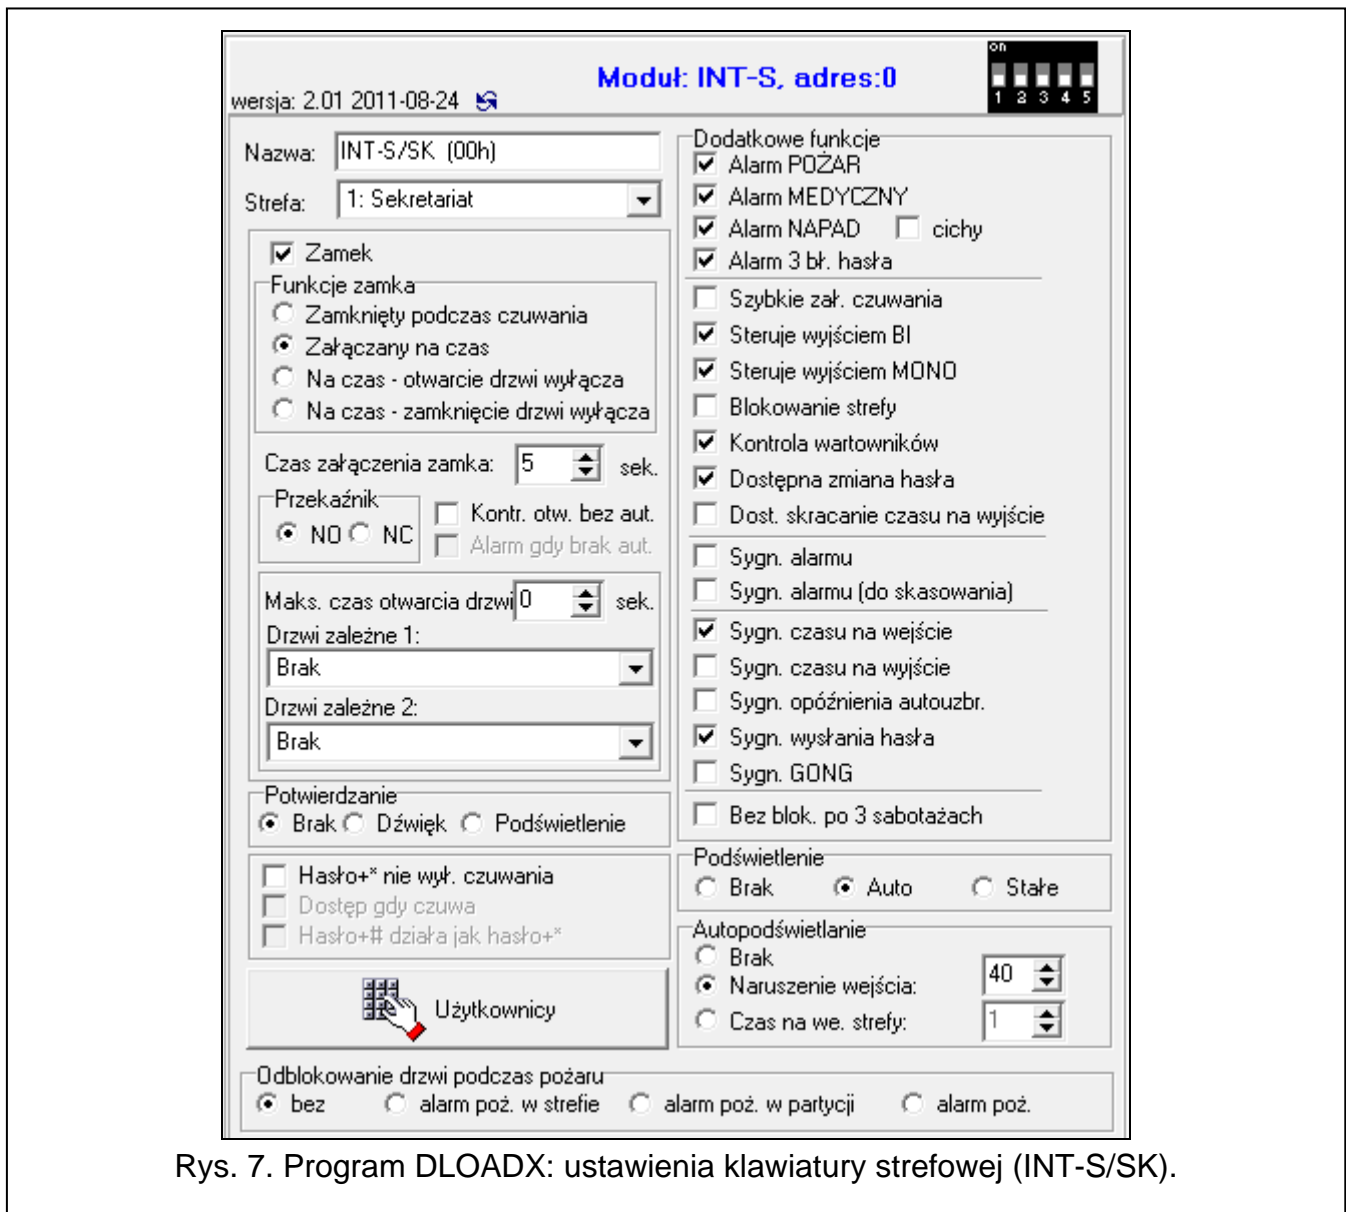 on
Moduł: INT-S, adres:0
1 2 3 4 5
wersja: 2.01 2011-08-24
Nazwa: INT-S/SK (00h)
Strefa: 1: Sekretariat
Zamek
Funkcje zamka
Zamknięty podczas czuwania
Załączany na czas
Na czas - otwarcie drzwi wyłącza
Na czas - zamknięcie drzwi wyłącza
Czas załączenia zamka: 5 sek.
Przekaźnik
NO NC
Kontr. otw. bez aut.
Alarm gdy brak aut.
Maks. czas otwarcia drzwi 0 sek.
Drzwi zależne 1:
Brak
Drzwi zależne 2:
Brak
Potwierdzanie
Brak Dźwięk Podświetlenie
Hasło+* nie wył. czuwania
Dostęp gdy czuwa
Hasło+# działa jak hasło+*
Użytkownicy
Dodatkowe funkcje
Alarm POŻAR
Alarm MEDYCZNY
Alarm NAPAD cichy
Alarm 3 bł. hasła
Szybkie zał. czuwania
Steruje wyjściem BI
Steruje wyjściem MONO
Blokowanie strefy
Kontrola wartowników
Dostępna zmiana hasła
Dost. skracanie czasu na wyjście
Sygn. alarmu
Sygn. alarmu (do skasowania)
Sygn. czasu na wejście
Sygn. czasu na wyjście
Sygn. opóźnienia autouzbr.
Sygn. wysłania hasła
Sygn. GONG
Bez blok. po 3 sabotażach
Podświetlenie
Brak Auto Stałe
Autopodświetlanie
Brak
Naruszenie wejścia: 40
Czas na we. strefy: 1
Odblokowanie drzwi podczas pożaru
bez alarm poż. w strefie alarm poż. w partycji alarm poż.
Rys. 7. Program DLOADX: ustawienia klawiatury strefowej (INT-S/SK).